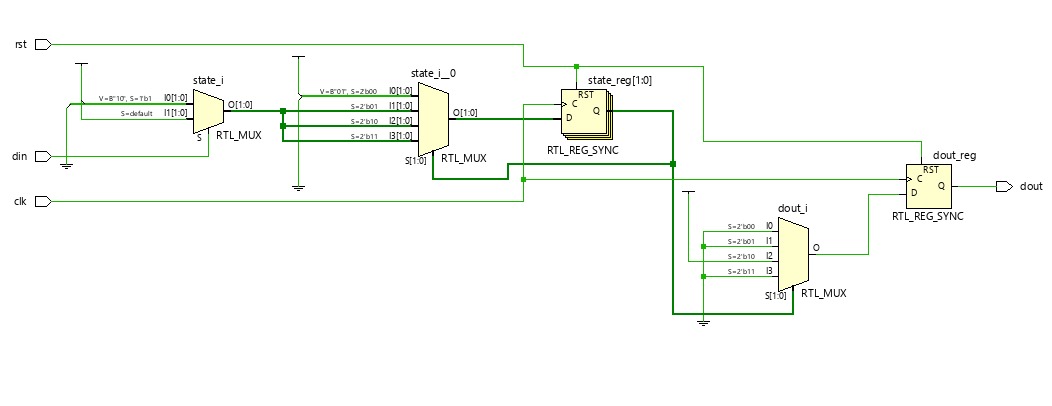 rst
din
clk
state_i
V=B"10", S=1'b1 I0[1:0]
S=default I1[1:0]
S
O[1:0]
RTL_MUX
state_i__0
V=B"01", S=2'b00 I0[1:0]
S=2'b01 I1[1:0]
S=2'b10 I2[1:0]
S=2'b11 I3[1:0]
S[1:0]
O[1:0]
RTL_MUX
state_reg[1:0]
RST
C
D
Q
RTL_REG_SYNC
dout_i
S=2'b00 I0
S=2'b01 I1
S=2'b10 I2
S=2'b11 I3
S[1:0]
O
RTL_MUX
dout_reg
RST
C
D
Q
RTL_REG_SYNC
dout